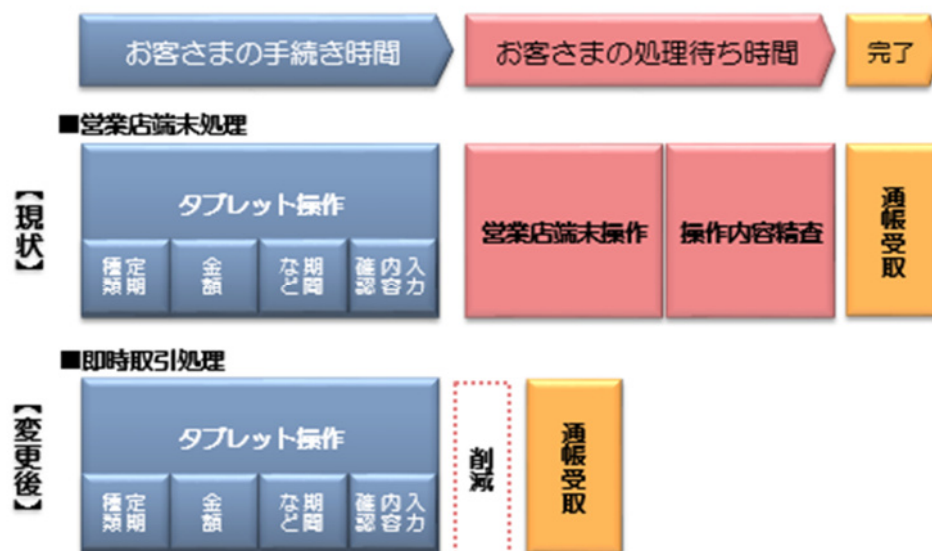 お客さまの手続き時間
お客さまの処理待ち時間
完了
■営業店端末処理
【現状】
タブレット操作
定期
種類
金額
期間
など
入力
内容
確認
営業店端末操作
操作内容精査
通帳受取
■即時取引処理
【変更後】
タブレット操作
定期
種類
金額
期間
など
入力
内容
確認
削減
通帳受取